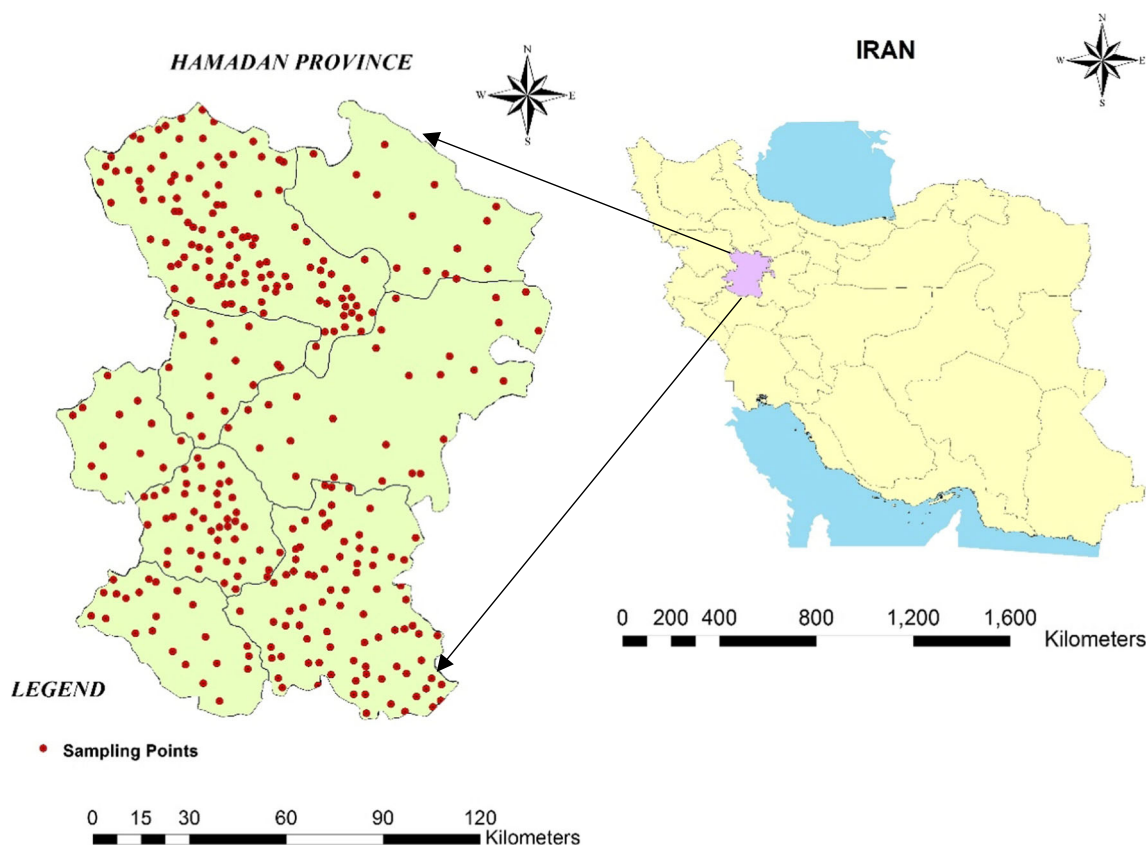 HAMADAN PROVINCE
N
W E
S
IRAN
N
W E
S
0 200 400 800 1,200 1,600
Kilometers
LEGEND
Sampling Points
0 15 30 60 90 120
Kilometers